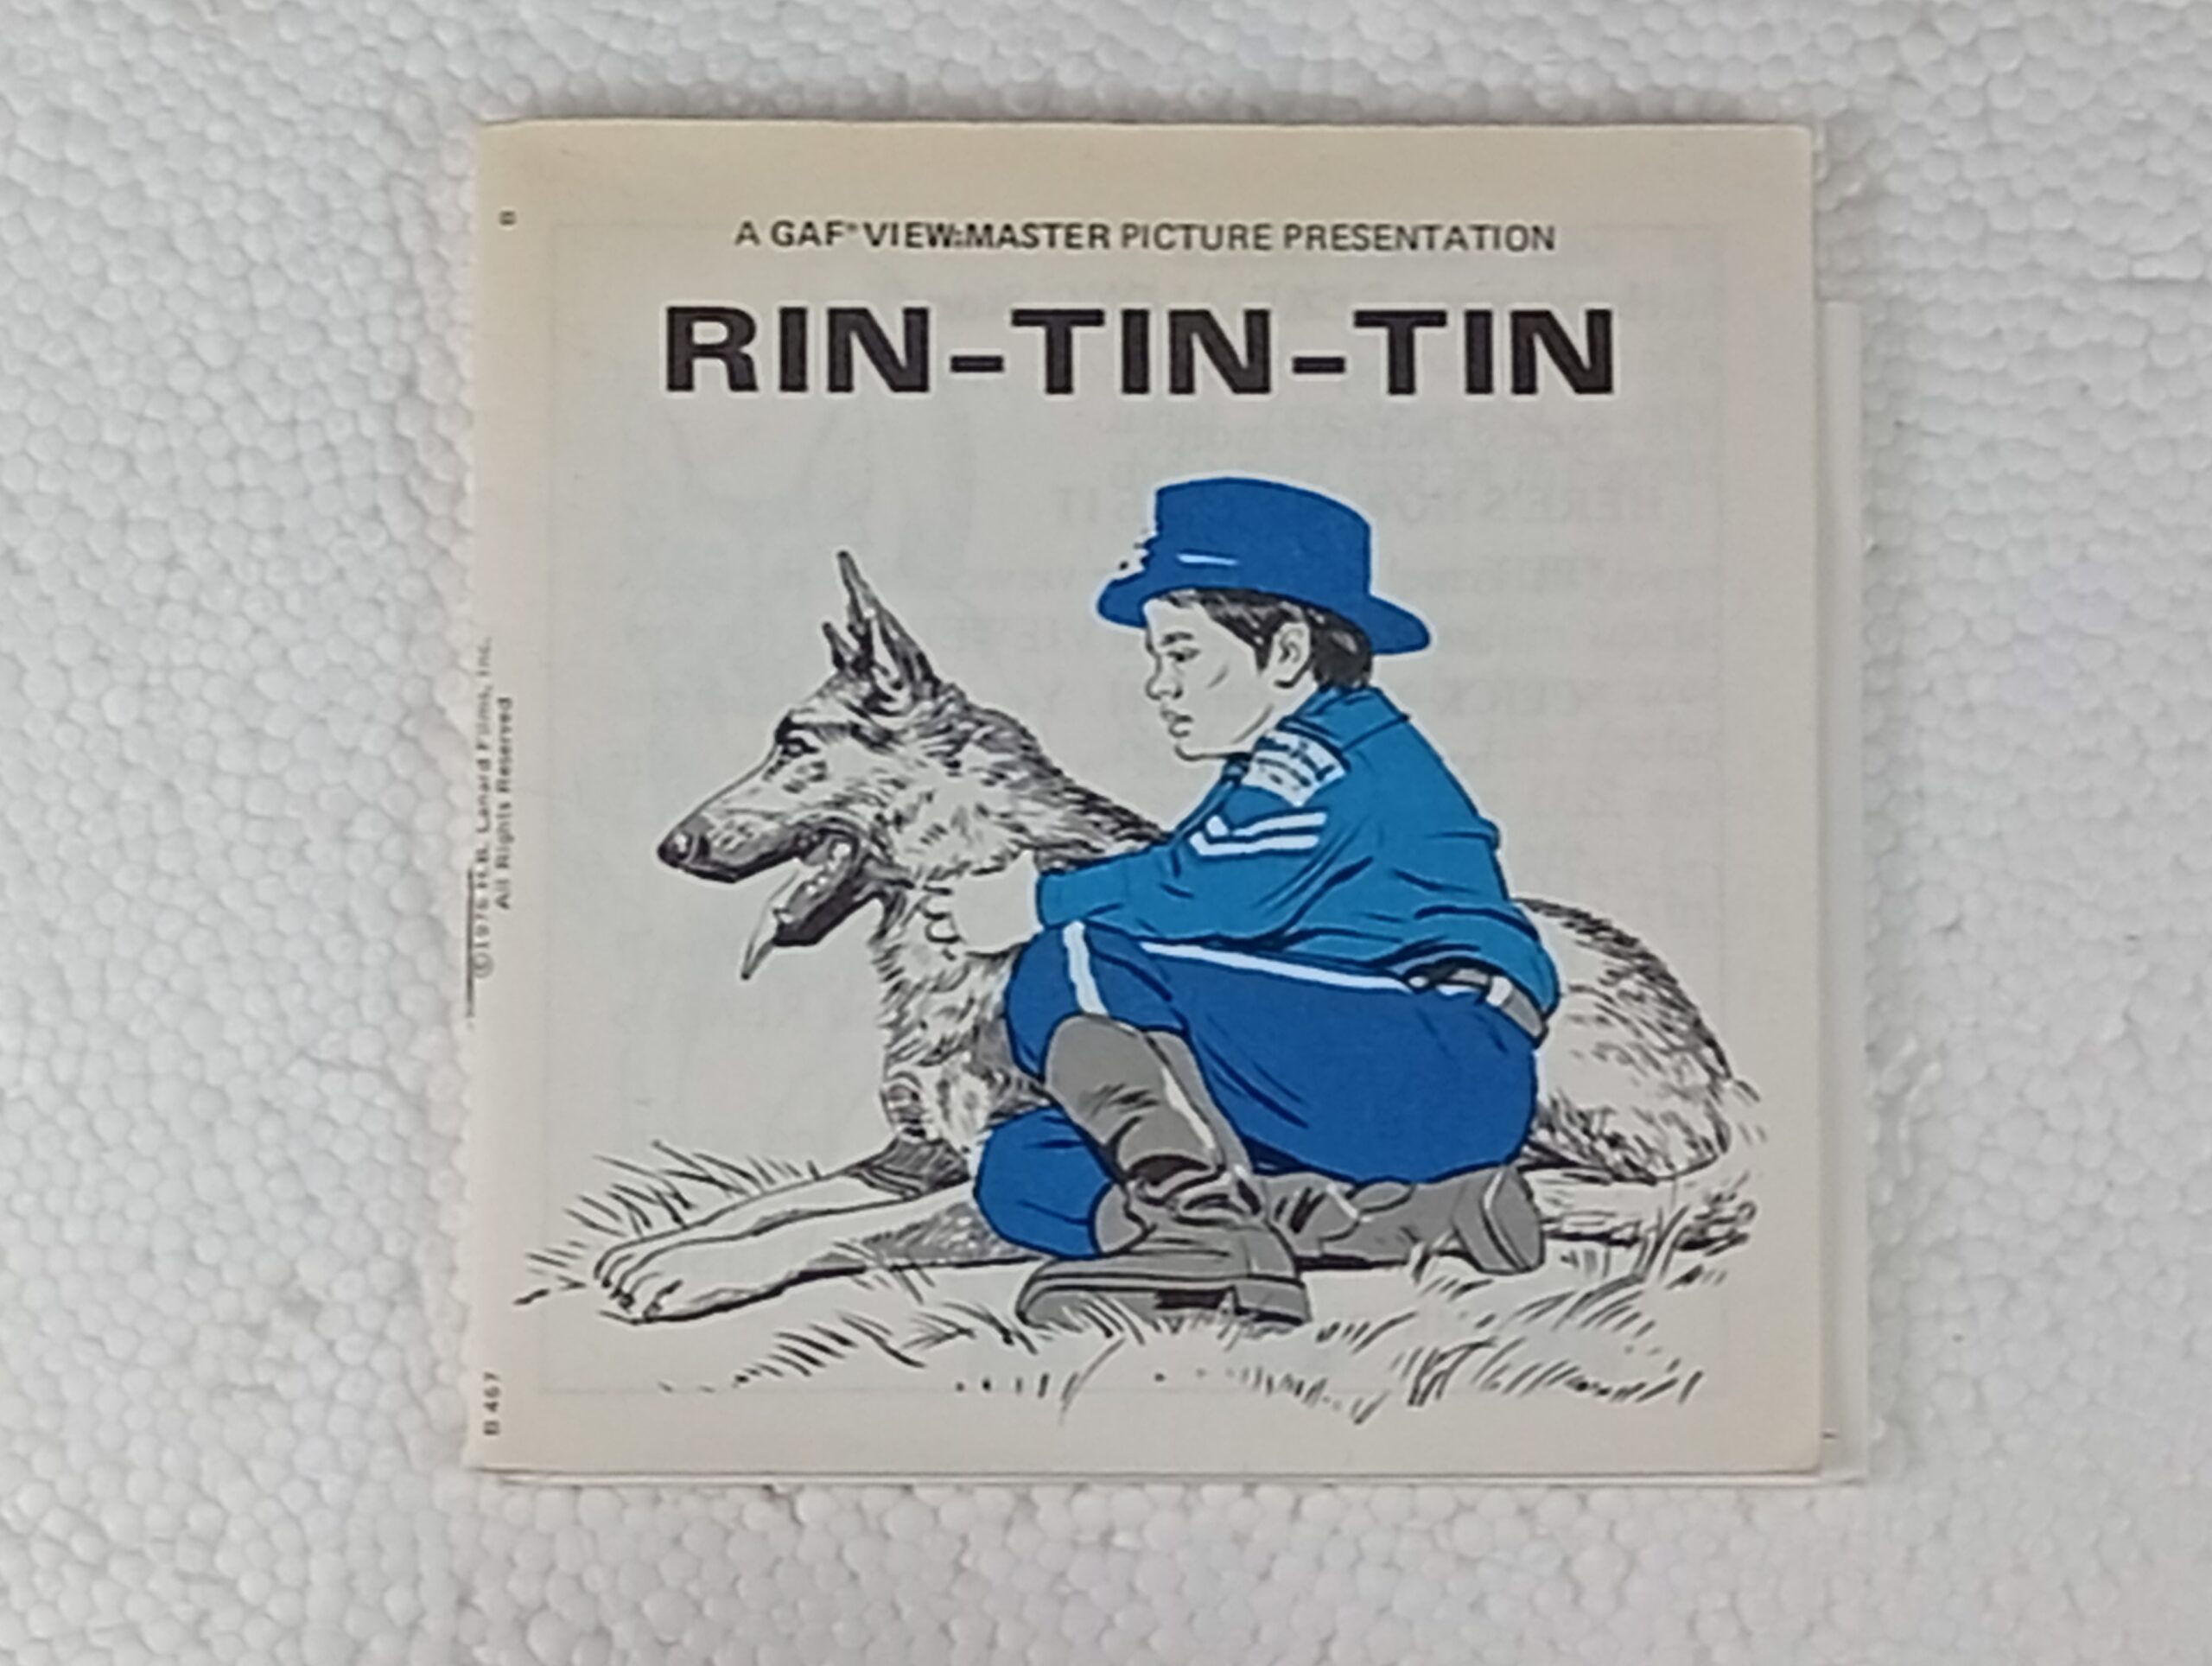 A GAF® VIEW-MASTER PICTURE PRESENTATION
RIN-TIN-TIN
B
©1976 H.B. Lanard Films, Inc.
All Rights Reserved
B 467